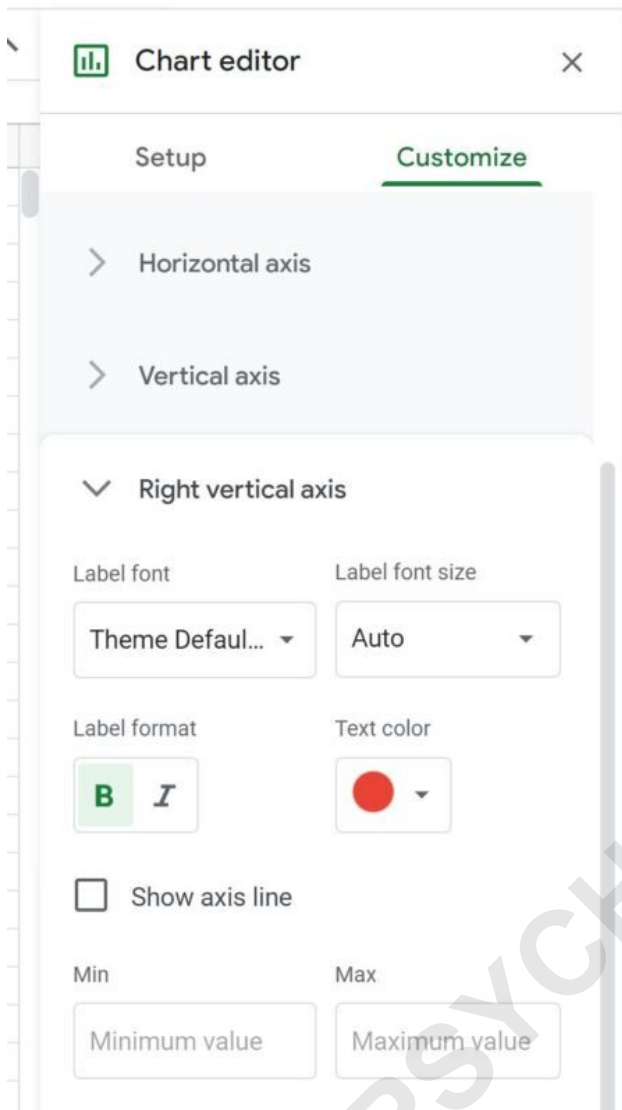 Chart editor
Setup Customize
Horizontal axis
Vertical axis
Right vertical axis
Label font Label font size
Theme Defaul... Auto
Label format Text color
B I
Show axis line
Min Max
Minimum value Maximum value